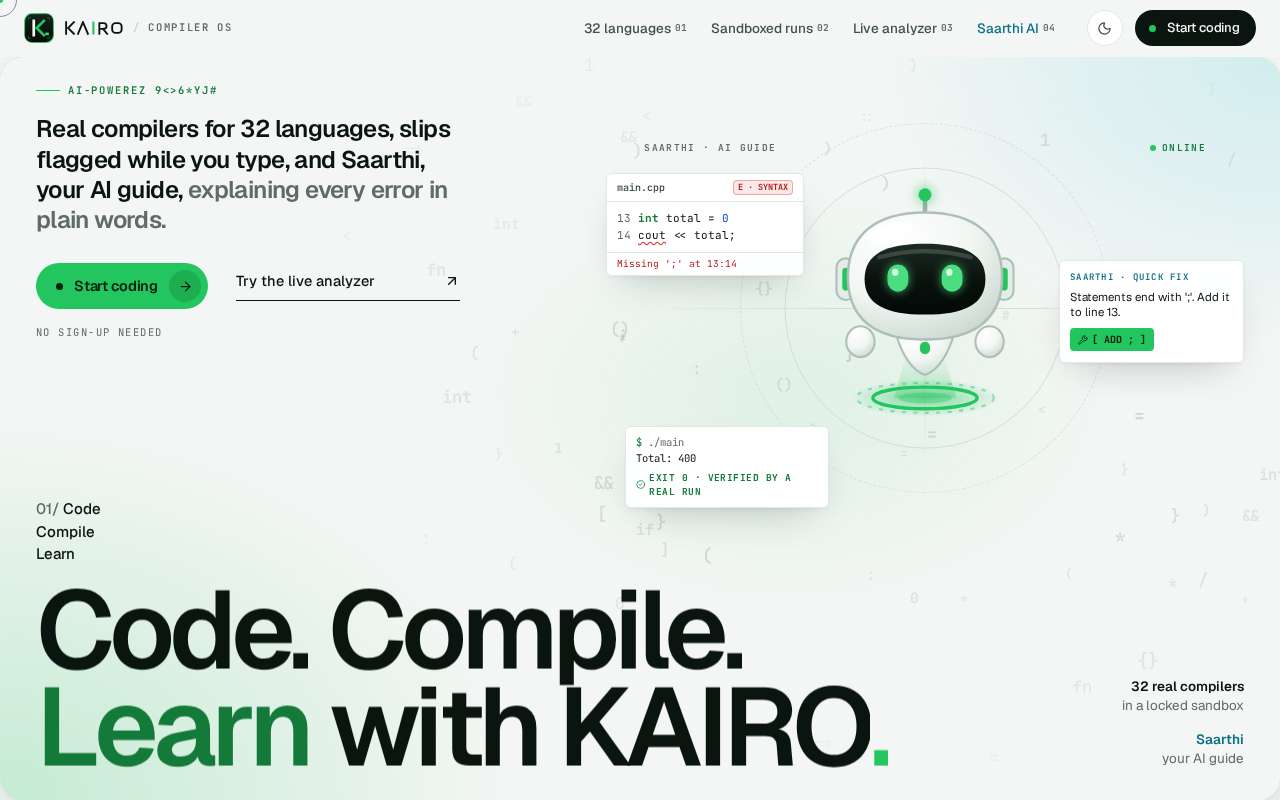 KAIRO / COMPILER OS
32 languages 01
Sandboxed runs 02
Live analyzer 03
Saarthi AI 04
Start coding
AI-POWEREZ 9<>6*YJ#
Real compilers for 32 languages, slips
flagged while you type, and Saarthi,
your AI guide, explaining every error in
plain words.
Start coding
Try the live analyzer
NO SIGN-UP NEEDED
SAARTHI · AI GUIDE
ONLINE
main.cpp
E · SYNTAX
13 int total = 0
14 cout << total;
Missing ';' at 13:14
SAARTHI · QUICK FIX
Statements end with ';'. Add it
to line 13.
[ ADD ; ]
$ ./main
Total: 400
EXIT 0 · VERIFIED BY A
REAL RUN
01/ Code
Compile
Learn
Code. Compile.
Learn with KAIRO.
32 real compilers
in a locked sandbox
Saarthi
your AI guide